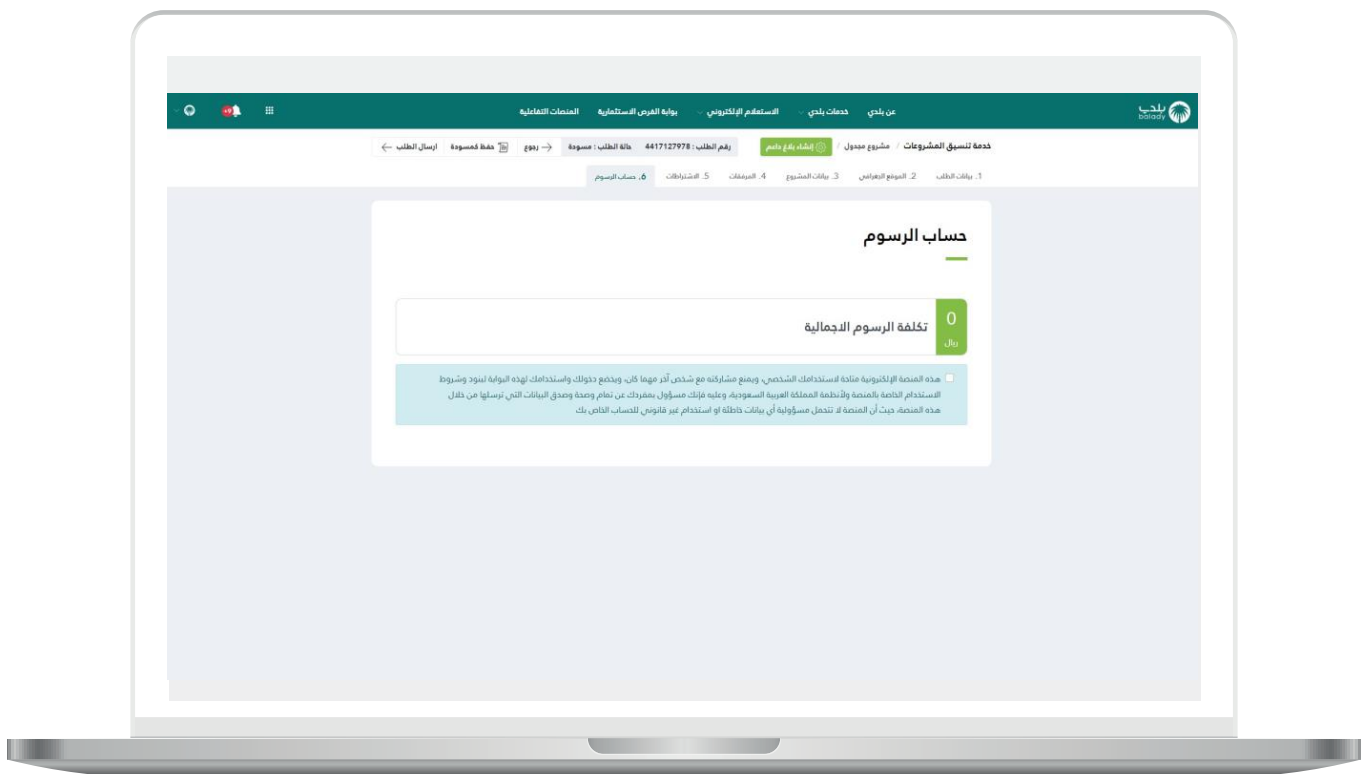 بلدي
balady
عن بلدي خدمات بلدي الاستعلام الإلكتروني بوابة الفرص الاستثمارية المنصات التفاعلية
خدمة تنسيق المشروعات / مشروع مجدول / إنشاء بلاغ داعم رقم الطلب : 4417127978 حالة الطلب : مسودة رجوع حفظ كمسودة ارسال الطلب
1. بيانات الطلب 2. الموقع الجغرافي 3. بيانات المشروع 4. المرفقات 5. الاشتراطات 6. حساب الرسوم
حساب الرسوم
0
ريال
تكلفة الرسوم الاجمالية
هذه المنصة الإلكترونية متاحة لاستخدامك الشخصي، ويمنع مشاركته مع شخص آخر مهما كان، ويخضع دخولك واستخدامك لهذه البوابة لبنود وشروط
الاستخدام الخاصة بالمنصة ولأنظمة المملكة العربية السعودية، وعليه فإنك مسؤول بمفردك عن تمام وصحة وصدق البيانات التي ترسلها من خلال
هذه المنصة، حيث أن المنصة لا تتحمل مسؤولية أي بيانات خاطئة او استخدام غير قانوني للحساب الخاص بك